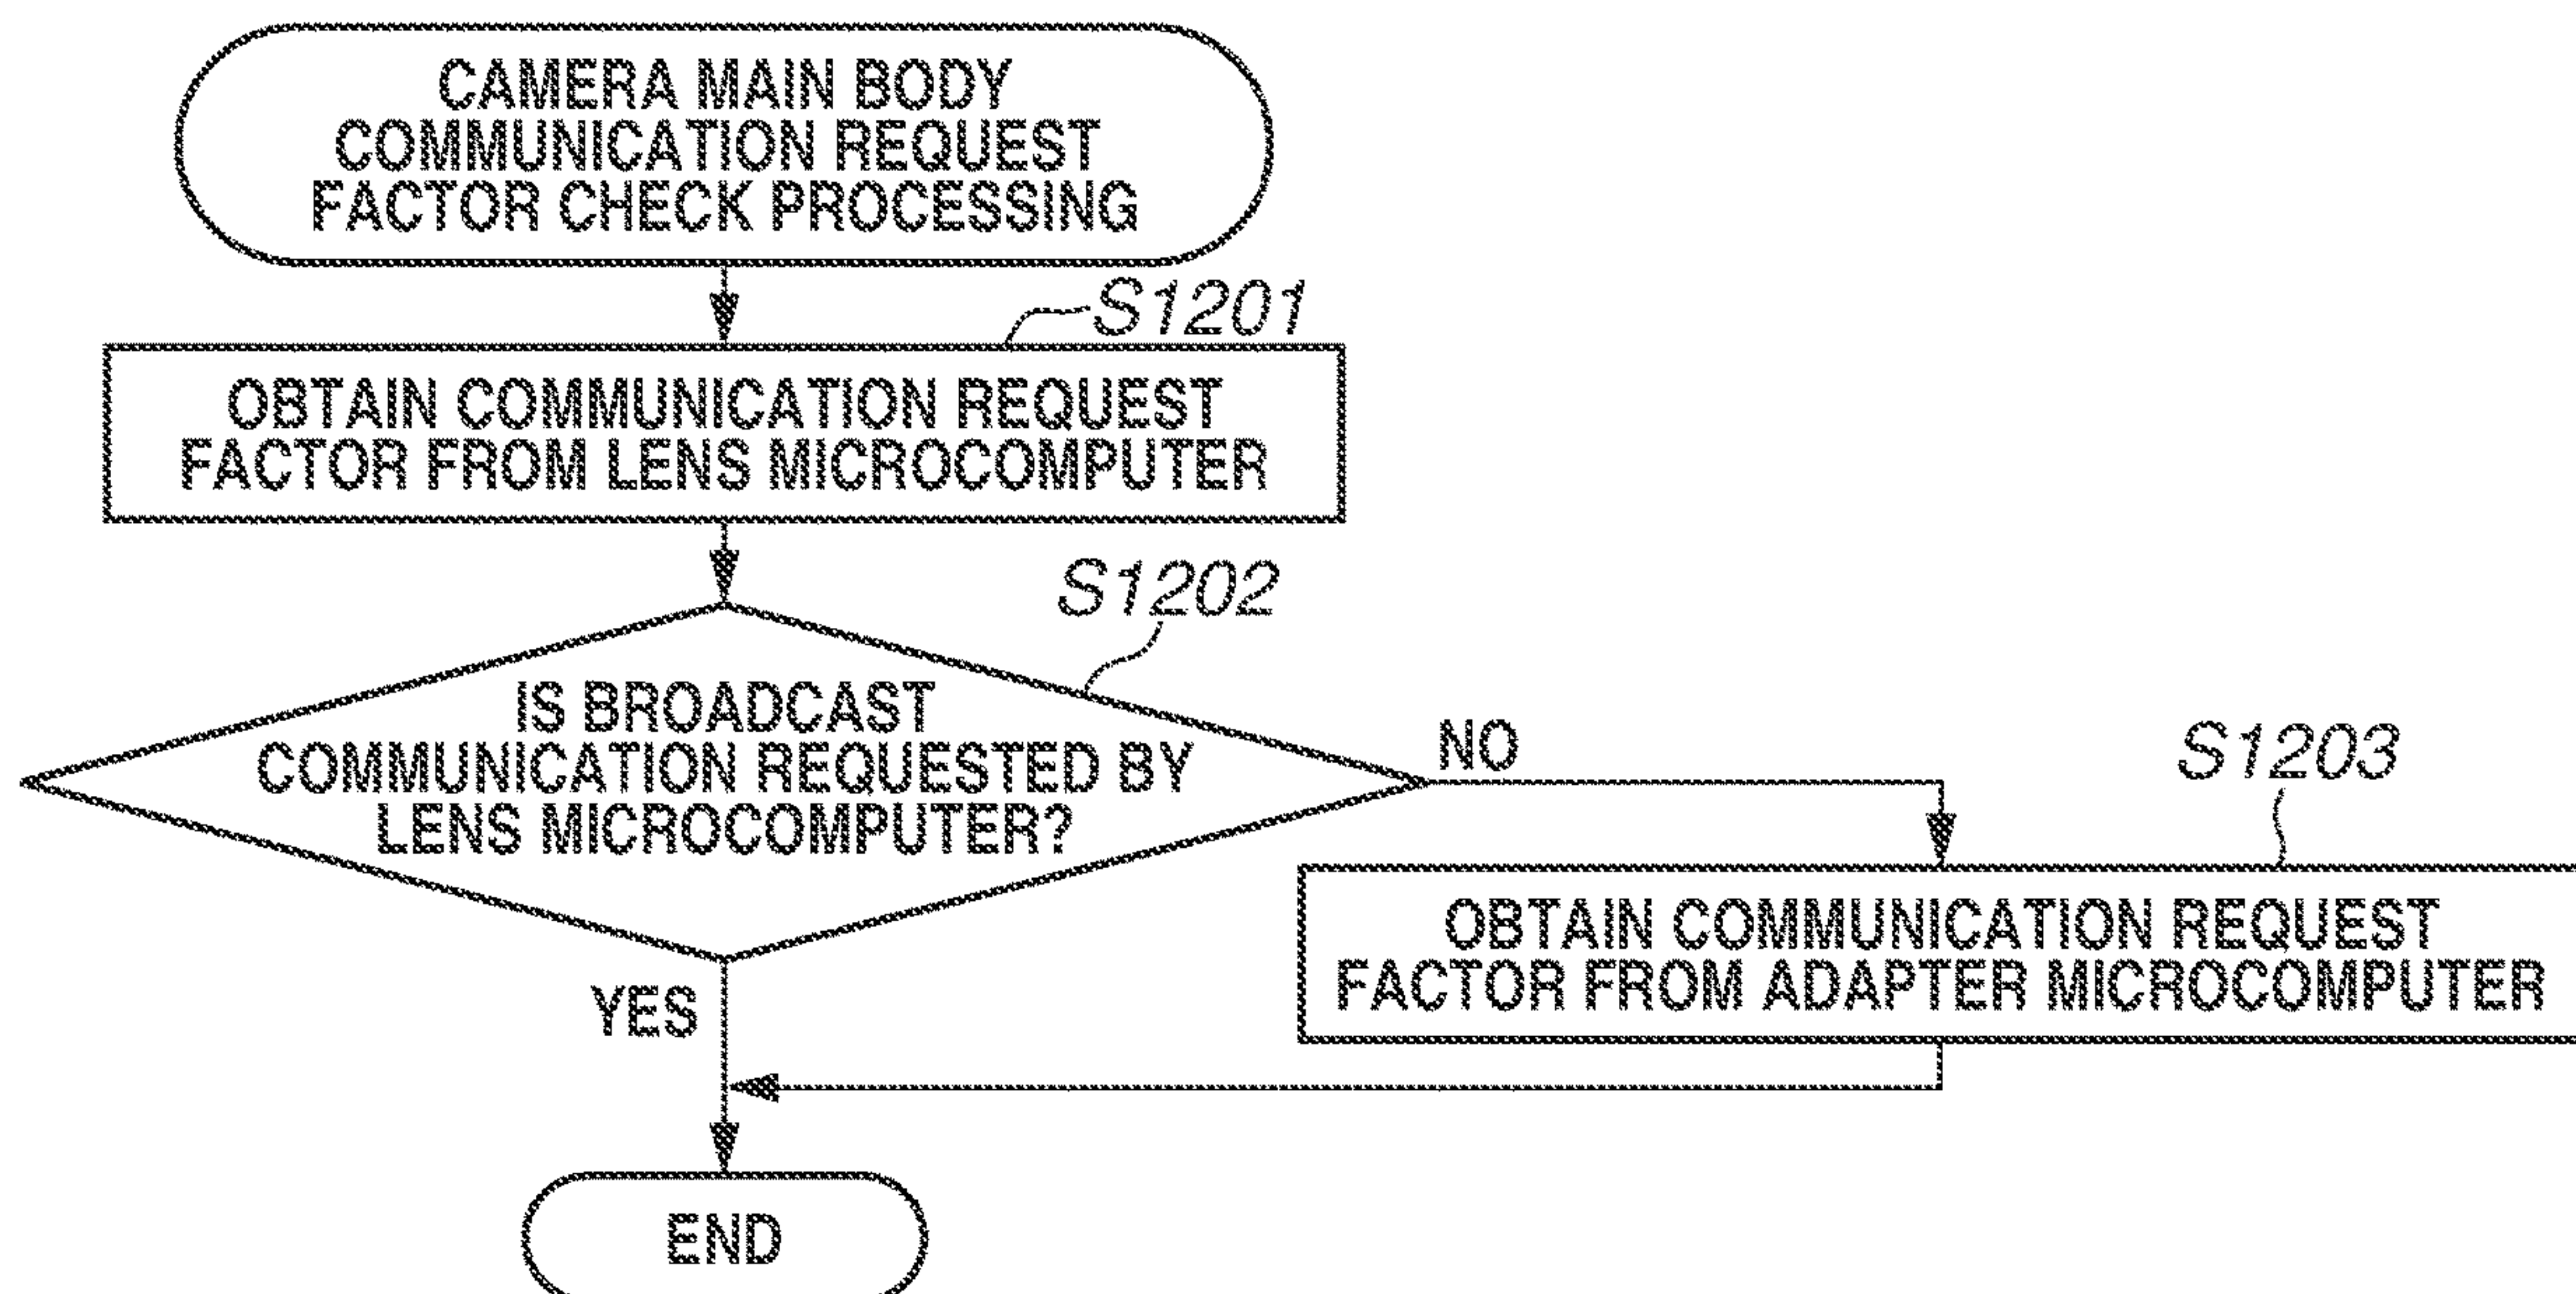 CAMERA MAIN BODY
COMMUNICATION REQUEST
FACTOR CHECK PROCESSING
S1201
OBTAIN COMMUNICATION REQUEST
FACTOR FROM LENS MICROCOMPUTER
S1202
IS BROADCAST
COMMUNICATION REQUESTED BY
LENS MICROCOMPUTER?
NO
S1203
OBTAIN COMMUNICATION REQUEST
FACTOR FROM ADAPTER MICROCOMPUTER
YES
END